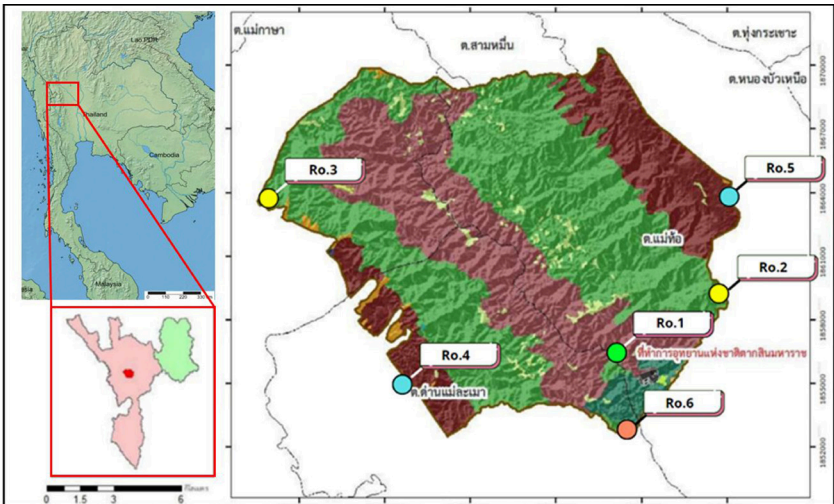 Lao PDR
Thailand
Cambodia
Malaysia
0 110 220 330 km
0 1.5 3 6
กิโลเมตร
ต.แม่กาษา
ต.สามหมื่น
ต.ทุ่งกระเชาะ
ต.หนองบัวเหนือ
Ro.3
Ro.5
ต.แม่ท้อ
Ro.2
Ro.1
ที่ทำการอุทยานแห่งชาติตากสินมหาราช
Ro.4
ต.ด่านแม่ละเมา
Ro.6
1870000
1867000
1864000
1861000
1858000
1855000
1852000